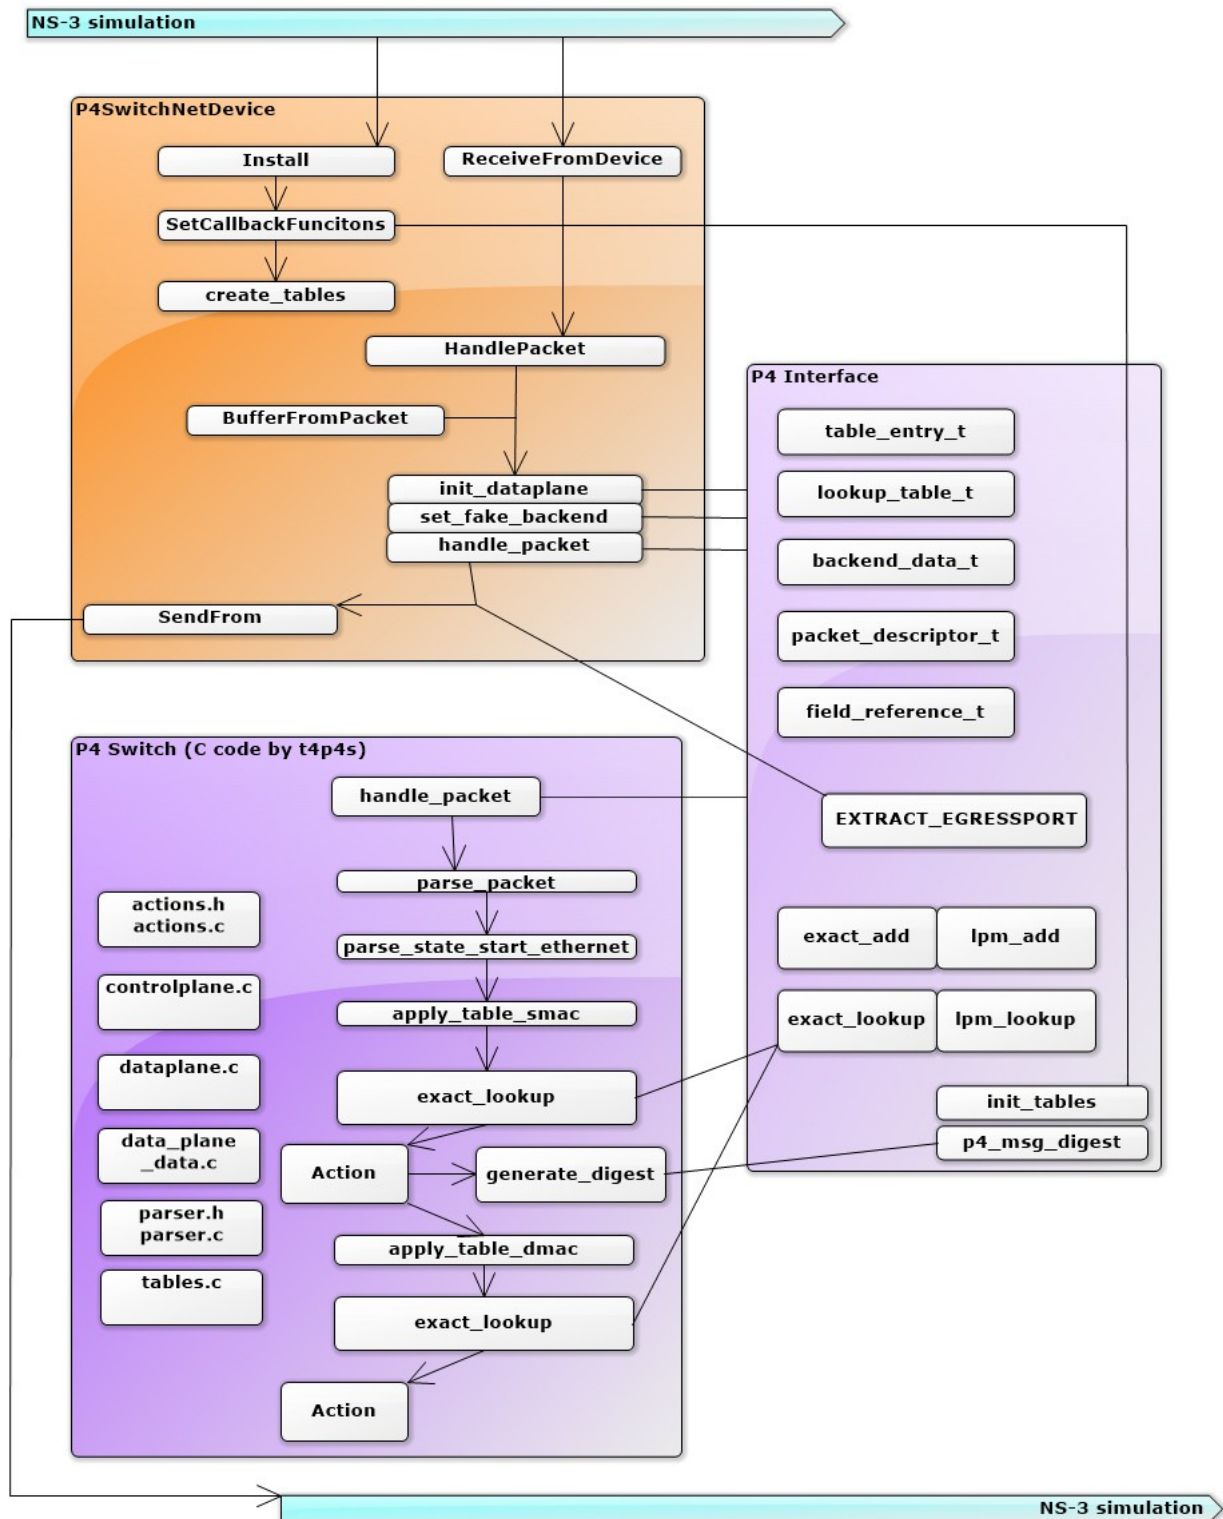 NS-3 simulation
P4SwitchNetDevice
Install
ReceiveFromDevice
SetCallbackFuncitons
create_tables
HandlePacket
BufferFromPacket
init_dataplane
set_fake_backend
handle_packet
SendFrom
P4 Interface
table_entry_t
lookup_table_t
backend_data_t
packet_descriptor_t
field_reference_t
EXTRACT_EGRESSPORT
exact_add
lpm_add
exact_lookup
lpm_lookup
init_tables
p4_msg_digest
P4 Switch (C code by t4p4s)
handle_packet
parse_packet
parse_state_start_ethernet
apply_table_smac
exact_lookup
Action
generate_digest
apply_table_dmac
exact_lookup
Action
actions.h
actions.c
controlplane.c
dataplane.c
data_plane
_data.c
parser.h
parser.c
tables.c
NS-3 simulation